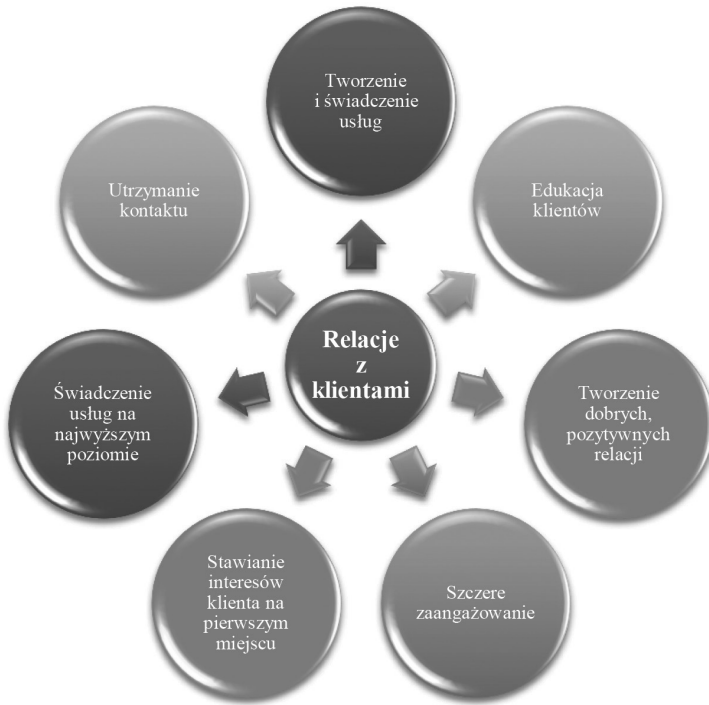 Tworzenie
i świadczenie
usług
Edukacja
klientów
Tworzenie
dobrych,
pozytywnych
relacji
Szczere
zaangażowanie
Stawianie
interesów
klienta na
pierwszym
miejscu
Świadczenie
usług na
najwyższym
poziomie
Utrzymanie
kontaktu
Relacje
z
klientami